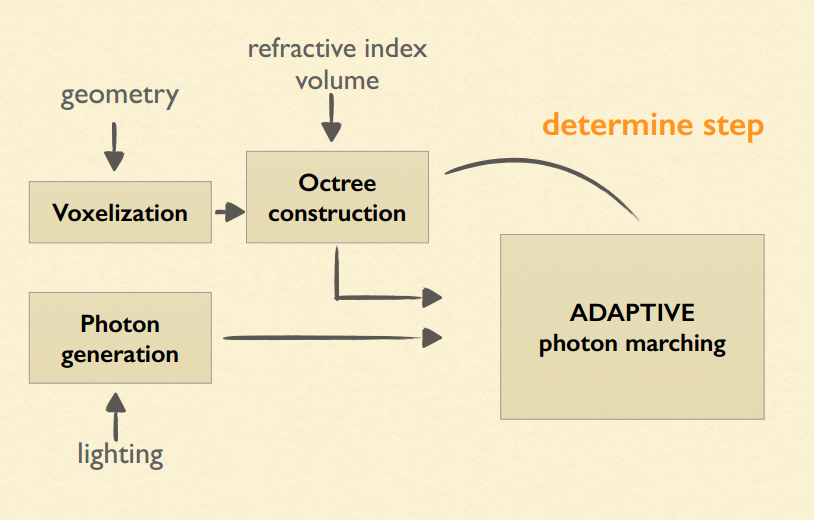 refractive index
volume
geometry
determine step
Octree
construction
Voxelization
ADAPTIVE
photon marching
Photon
generation
lighting